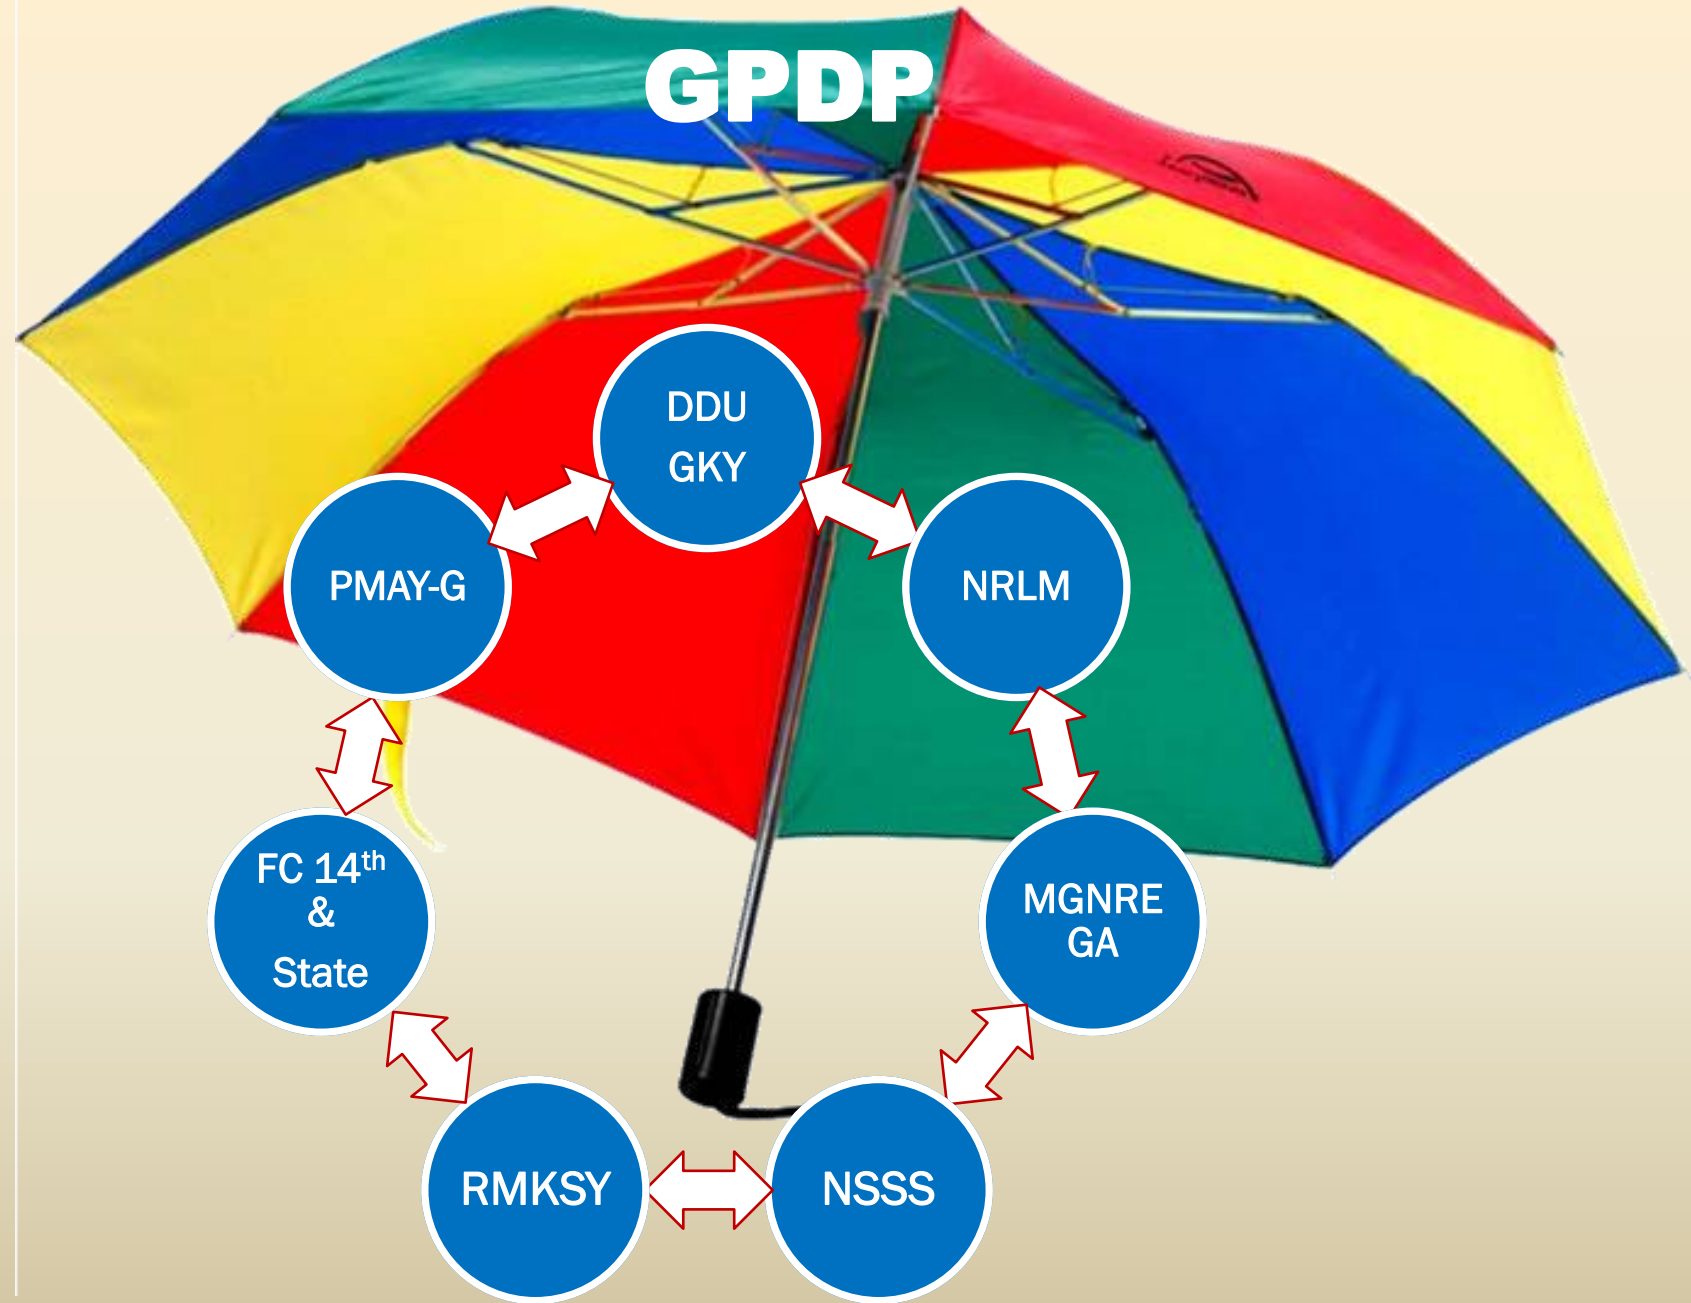 GPDP
DDU
GKY
PMAY-G
NRLM
FC 14th
&
State
MGNRE
GA
RMKSY
NSSS